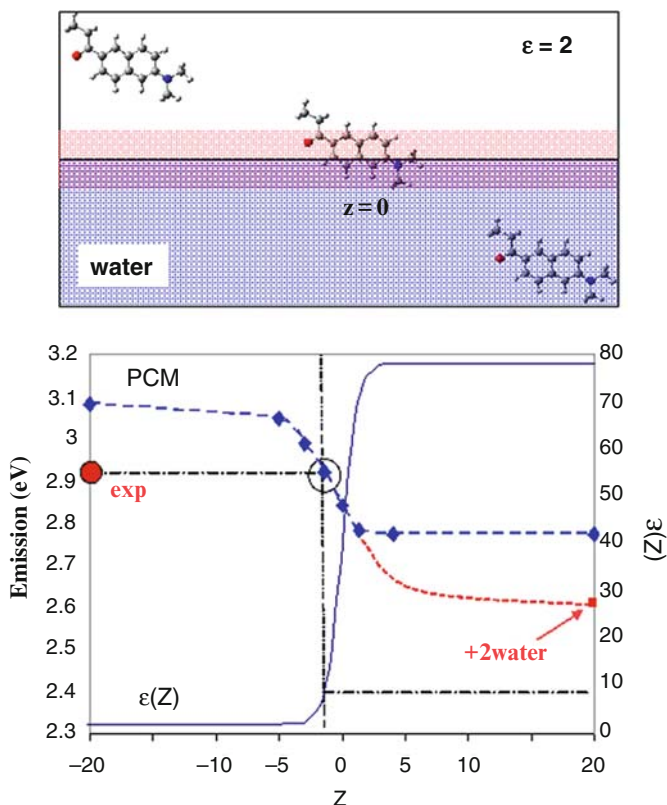 ε = 2
z = 0
water
3.2
3.1
3
2.9
2.8
2.7
2.6
2.5
2.4
2.3
Emission (eV)
PCM
exp
+2water
ε(Z)
80
70
60
50
40
30
20
10
0
ε(Z)
–20
–10
–5
0
5
10
20
Z